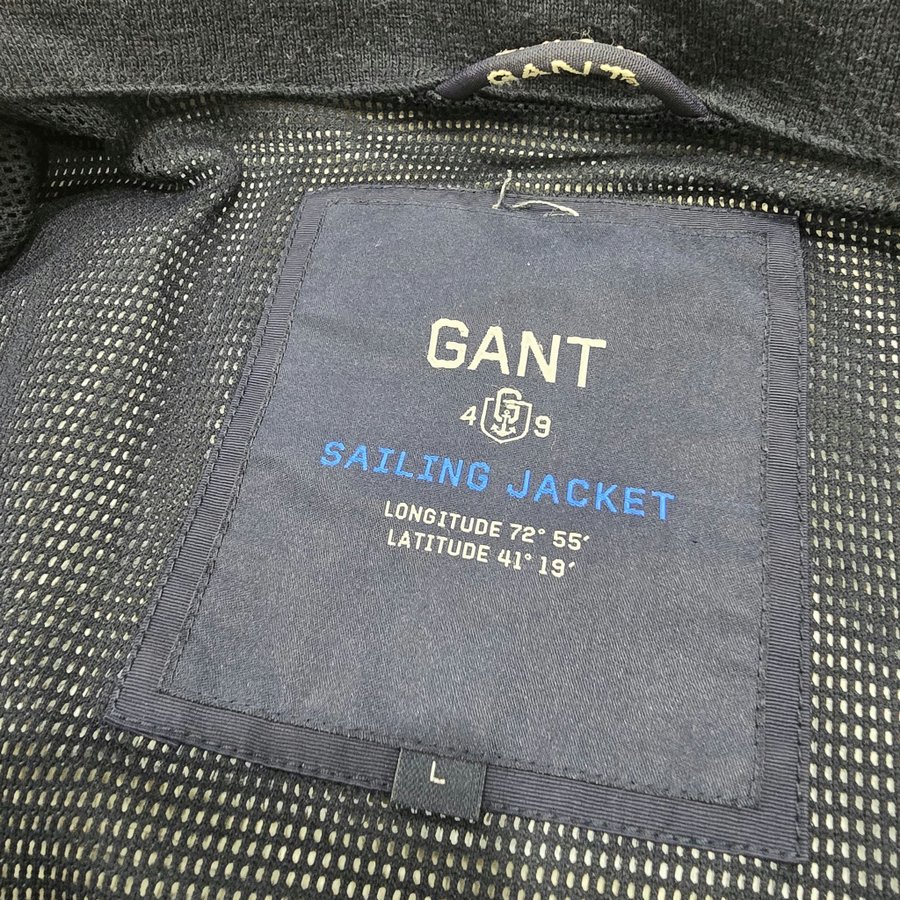 GANT
GANT
4 G 9
SAILING JACKET
LONGITUDE 72° 55′
LATITUDE 41° 19′
L